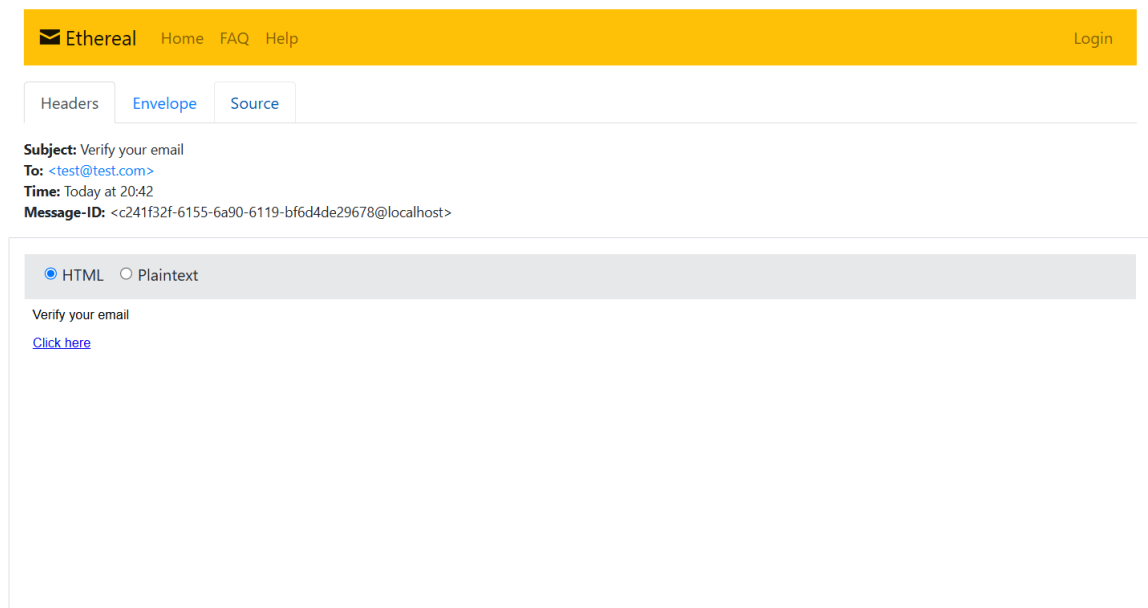 Ethereal Home FAQ Help Login
Headers Envelope Source
Subject: Verify your email
To: <test@test.com>
Time: Today at 20:42
Message-ID: <c241f32f-6155-6a90-6119-bf6d4de29678@localhost>
HTML Plaintext
Verify your email
Click here